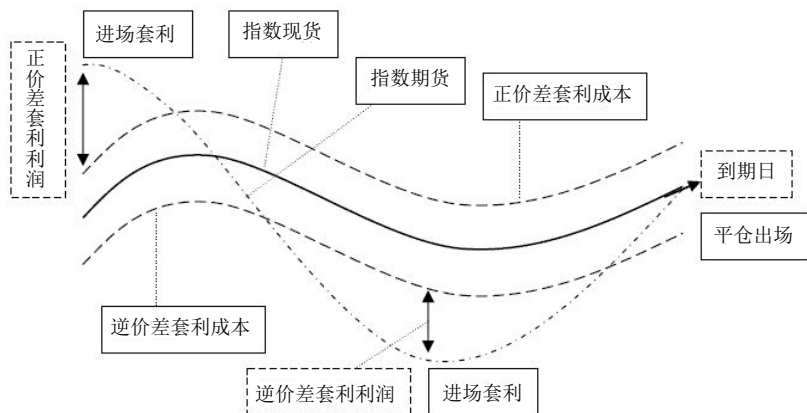 进场套利
指数现货
正价差套利利润
指数期货
正价差套利成本
到期日
平仓出场
逆价差套利成本
逆价差套利利润
进场套利